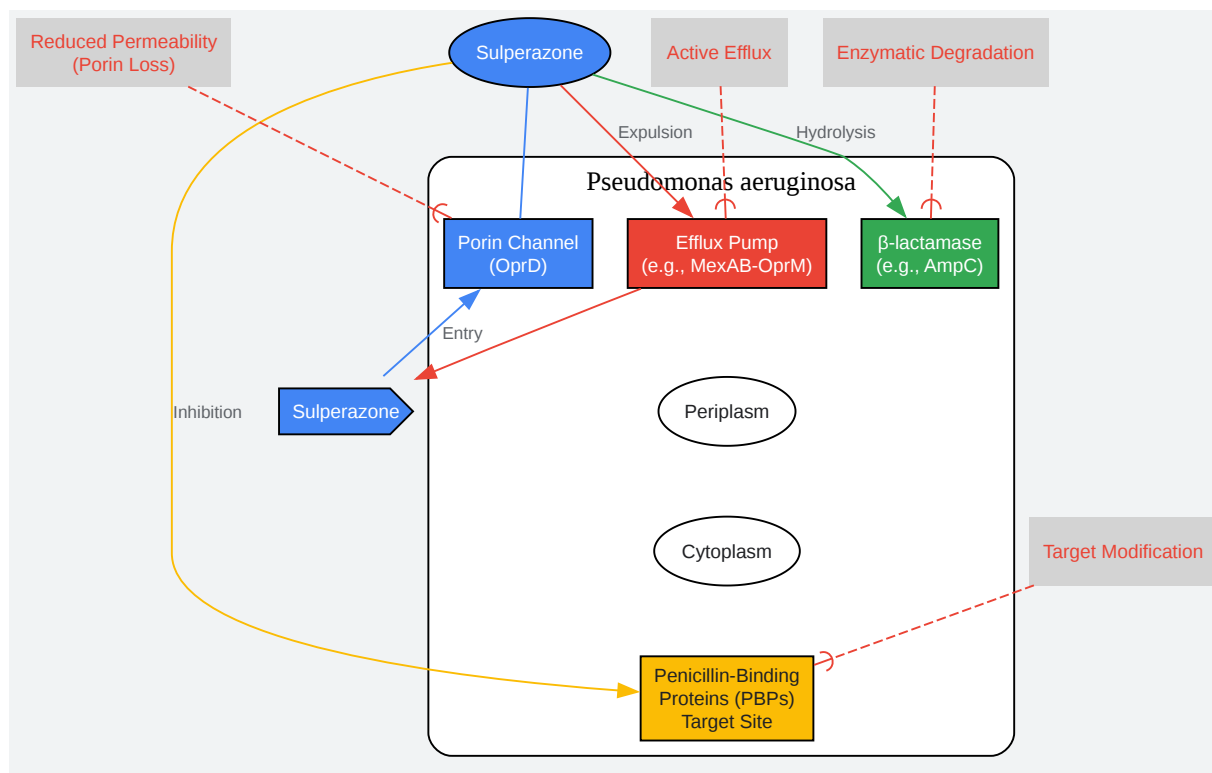 Reduced Permeability
(Porin Loss)
Sulperazone
Active Efflux
Enzymatic Degradation
Expulsion
Hydrolysis
Pseudomonas aeruginosa
Porin Channel
(OprD)
Efflux Pump
(e.g., MexAB-OprM)
β-lactamase
(e.g., AmpC)
Entry
Inhibition
Sulperazone
Periplasm
Cytoplasm
Target Modification
Penicillin-Binding
Proteins (PBPs)
Target Site